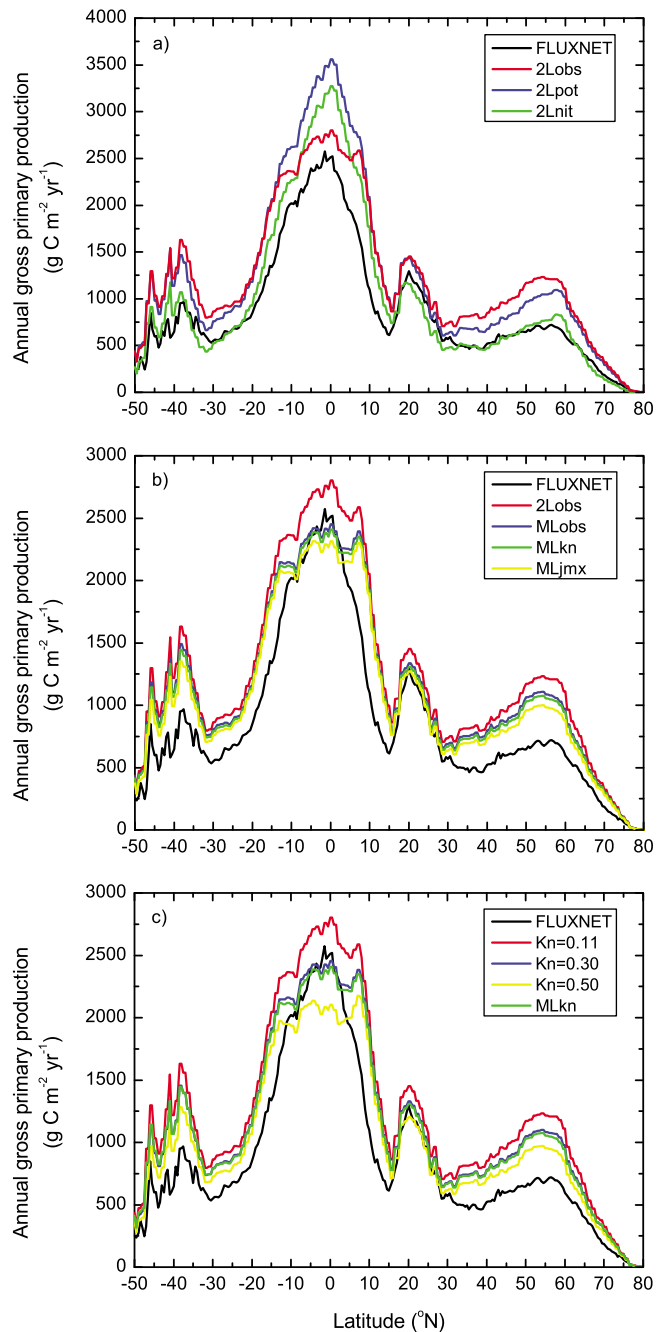 a)
FLUXNET
2Lobs
2Lpot
2Lnit
Annual gross primary production
(g C m⁻² yr⁻¹)
4000
3500
3000
2500
2000
1500
1000
500
0
-50 -40 -30 -20 -10 0 10 20 30 40 50 60 70 80
b)
FLUXNET
2Lobs
MLobs
MLkn
MLjmx
Annual gross primary production
(g C m⁻² yr⁻¹)
3000
2500
2000
1500
1000
500
0
-50 -40 -30 -20 -10 0 10 20 30 40 50 60 70 80
c)
FLUXNET
Kn=0.11
Kn=0.30
Kn=0.50
MLkn
Annual gross primary production
(g C m⁻² yr⁻¹)
3000
2500
2000
1500
1000
500
0
-50 -40 -30 -20 -10 0 10 20 30 40 50 60 70 80
Latitude (°N)